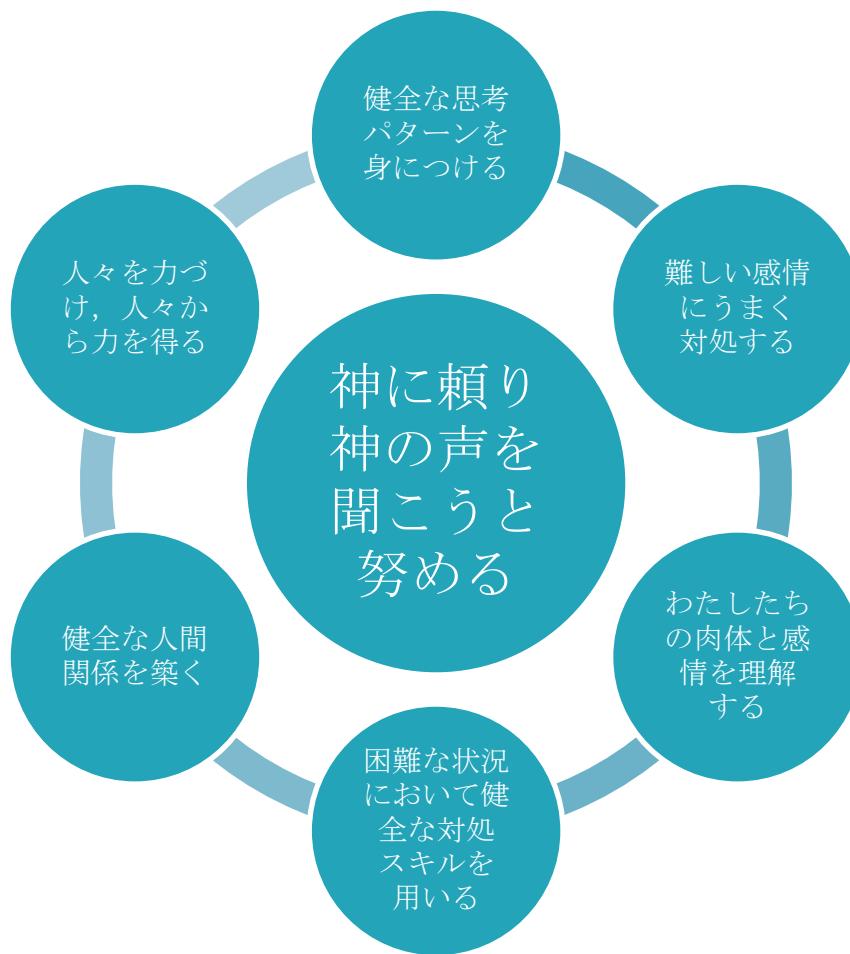 健全な思考
パターンを
身につける
難しい感情
にうまく
対処する
わたしたち
の肉体と感
情を理解
する
困難な状況
において健
全な対処
スキルを
用いる
健全な人間
関係を築く
人々を力づ
け，人々か
ら力を得る
神に頼り
神の声を
聞こうと
努める